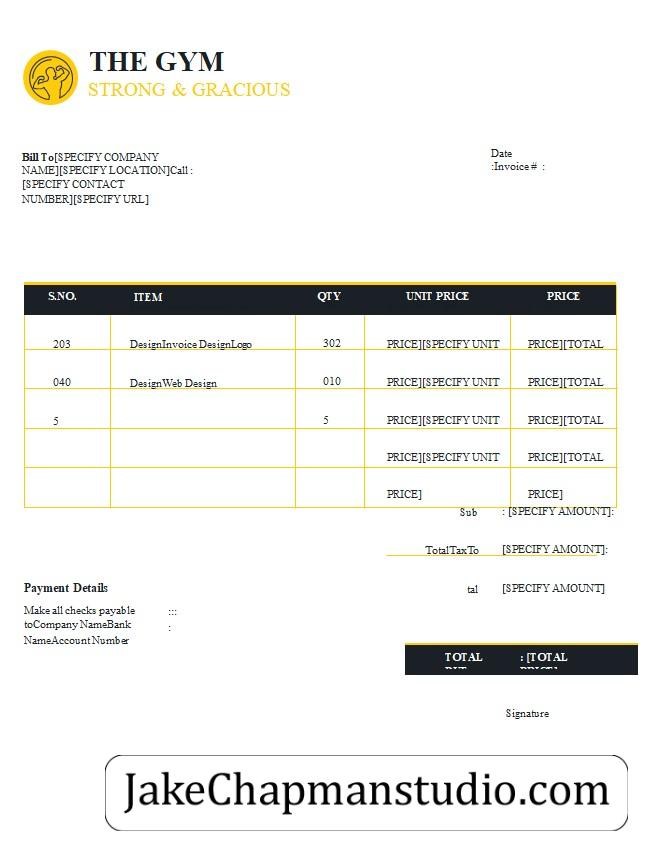 THE GYM
STRONG & GRACIOUS
Bill To[SPECIFY COMPANY
NAME][SPECIFY LOCATION]Call :
[SPECIFY CONTACT
NUMBER][SPECIFY URL]
Date
:Invoice # :
S.NO. ITEM QTY UNIT PRICE PRICE
203 DesignInvoice DesignLogo 302 PRICE][SPECIFY UNIT PRICE][TOTAL
040 DesignWeb Design 010 PRICE][SPECIFY UNIT PRICE][TOTAL
5 5 PRICE][SPECIFY UNIT PRICE][TOTAL
PRICE][SPECIFY UNIT PRICE][TOTAL
PRICE] PRICE]
Sub : [SPECIFY AMOUNT]:
TotalTaxTo [SPECIFY AMOUNT]:
tal [SPECIFY AMOUNT]
Payment Details
Make all checks payable :::
toCompany NameBank :
NameAccount Number
TOTAL : [TOTAL
Signature
JakeChapmanstudio.com